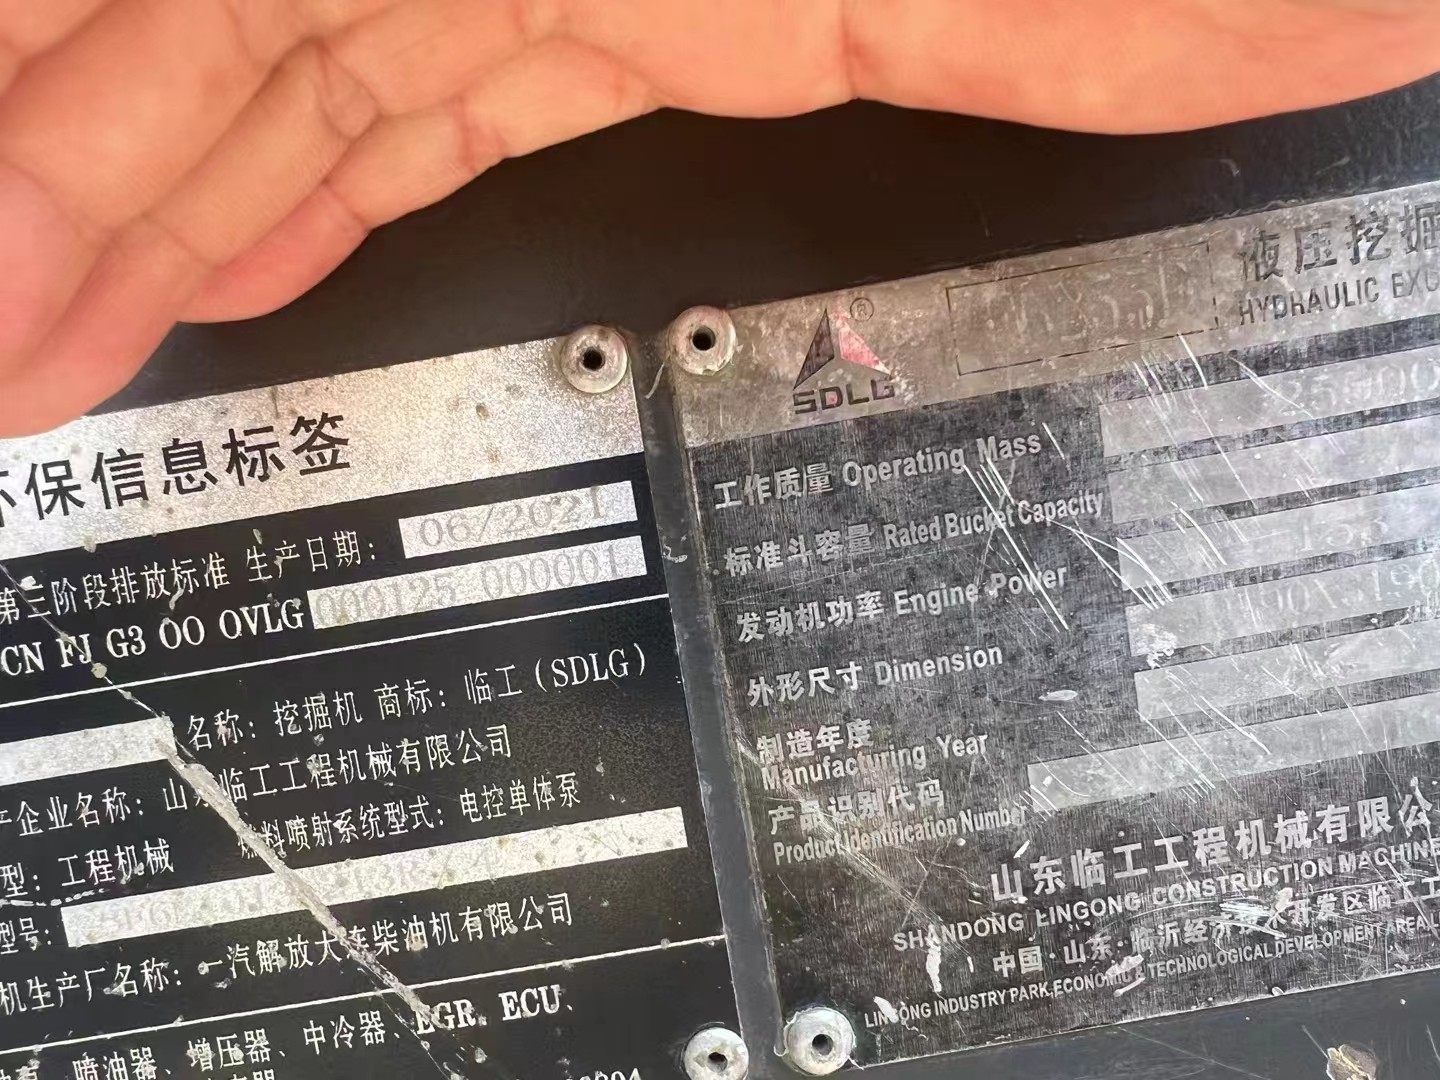 环保信息标签
第三阶段排放标准 生产日期: 06/2021
CN FJ G3 00 0VLG 000125 000001
名称: 挖掘机 商标: 临工 (SDLG)
企业名称: 山东临工工程机械有限公司
型: 工程机械 燃料喷射系统型式: 电控单体泵
型号:
机生产厂名称: 一汽解放大连柴油机有限公司
喷油器、增压器、中冷器、EGR、ECU、
SDLG®
液压挖掘
HYDRAULIC EXC
工作质量 Operating Mass
标准斗容量 Rated Bucket Capacity
发动机功率 Engine Power
外形尺寸 Dimension
制造年度
Manufacturing Year
产品识别代码
Product Identification Number
山东临工工程机械有限公
SHANDONG LINGONG CONSTRUCTION MACHINE
中国·山东·临沂经济技术开发区临工工
LINGONG INDUSTRY PARK,ECONOMIC & TECHNOLOGICAL DEVELOPMENT AREA